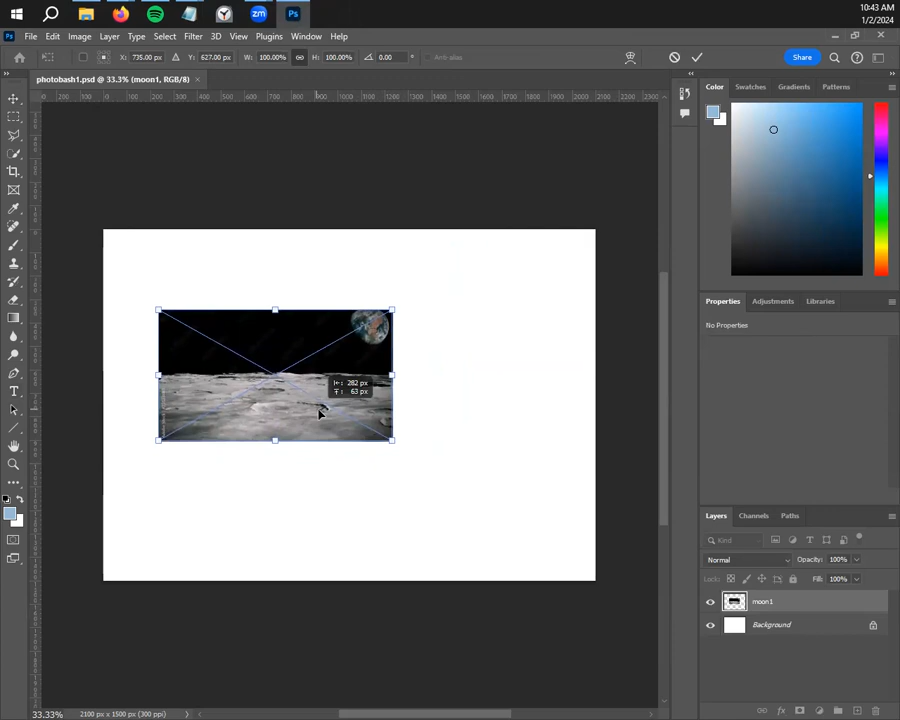 10:43 AM
1/2/2024
Ps
zm
Ps File Edit Image Layer Type Select Filter 3D View Plugins Window Help
X: 735.00 px Y: 627.00 px W: 100.00% H: 100.00% 0.00 ° Anti alias Share
photobash1.psd @ 33.3% (moon1, RGB/8) ×
Color Swatches Gradients Patterns
282 px
63 px
Properties Adjustments Libraries
No Properties
Layers Channels Paths
Kind
Normal Opacity: 100%
Lock: Fill: 100%
moon1
Background
33.33% 2100 px x 1500 px (300 ppi)